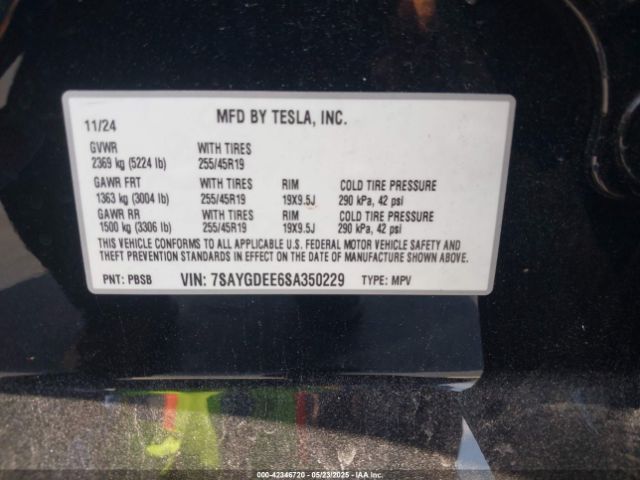 MFD BY TESLA, INC.
11/24
GVWR WITH TIRES
2369 kg (5224 lb) 255/45R19
GAWR FRT WITH TIRES RIM COLD TIRE PRESSURE
1363 kg (3004 lb) 255/45R19 19X9.5J 290 kPa, 42 psi
GAWR RR WITH TIRES RIM COLD TIRE PRESSURE
1500 kg (3306 lb) 255/45R19 19X9.5J 290 kPa, 42 psi
THIS VEHICLE CONFORMS TO ALL APPLICABLE U.S. FEDERAL MOTOR VEHICLE SAFETY AND
THEFT PREVENTION STANDARDS IN EFFECT ON THE DATE OF MANUFACTURE SHOWN ABOVE.
PNT: PBSB VIN: 7SAYGDEE6SA350229 TYPE: MPV
000-42346720 05/23/2025 IAA Inc.